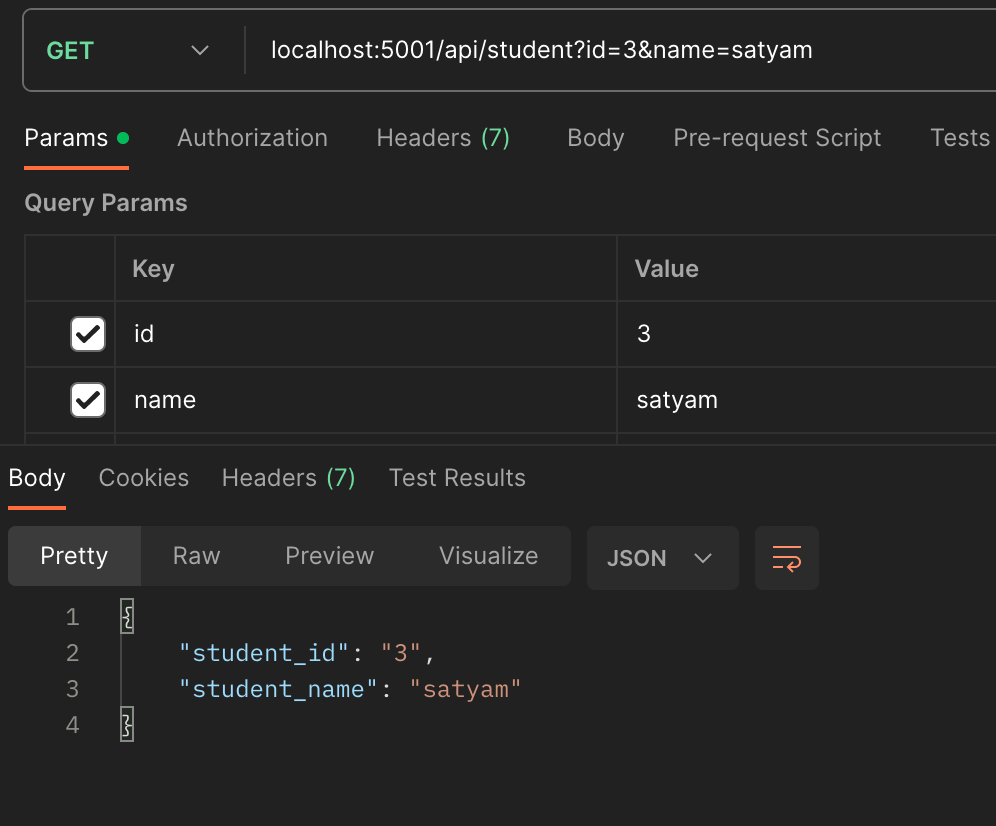 GET localhost:5001/api/student?id=3&name=satyam
Params Authorization Headers (7) Body Pre-request Script Tests
Query Params
Key Value
id 3
name satyam
Body Cookies Headers (7) Test Results
Pretty Raw Preview Visualize JSON
1 {
2 "student_id": "3",
3 "student_name": "satyam"
4 }